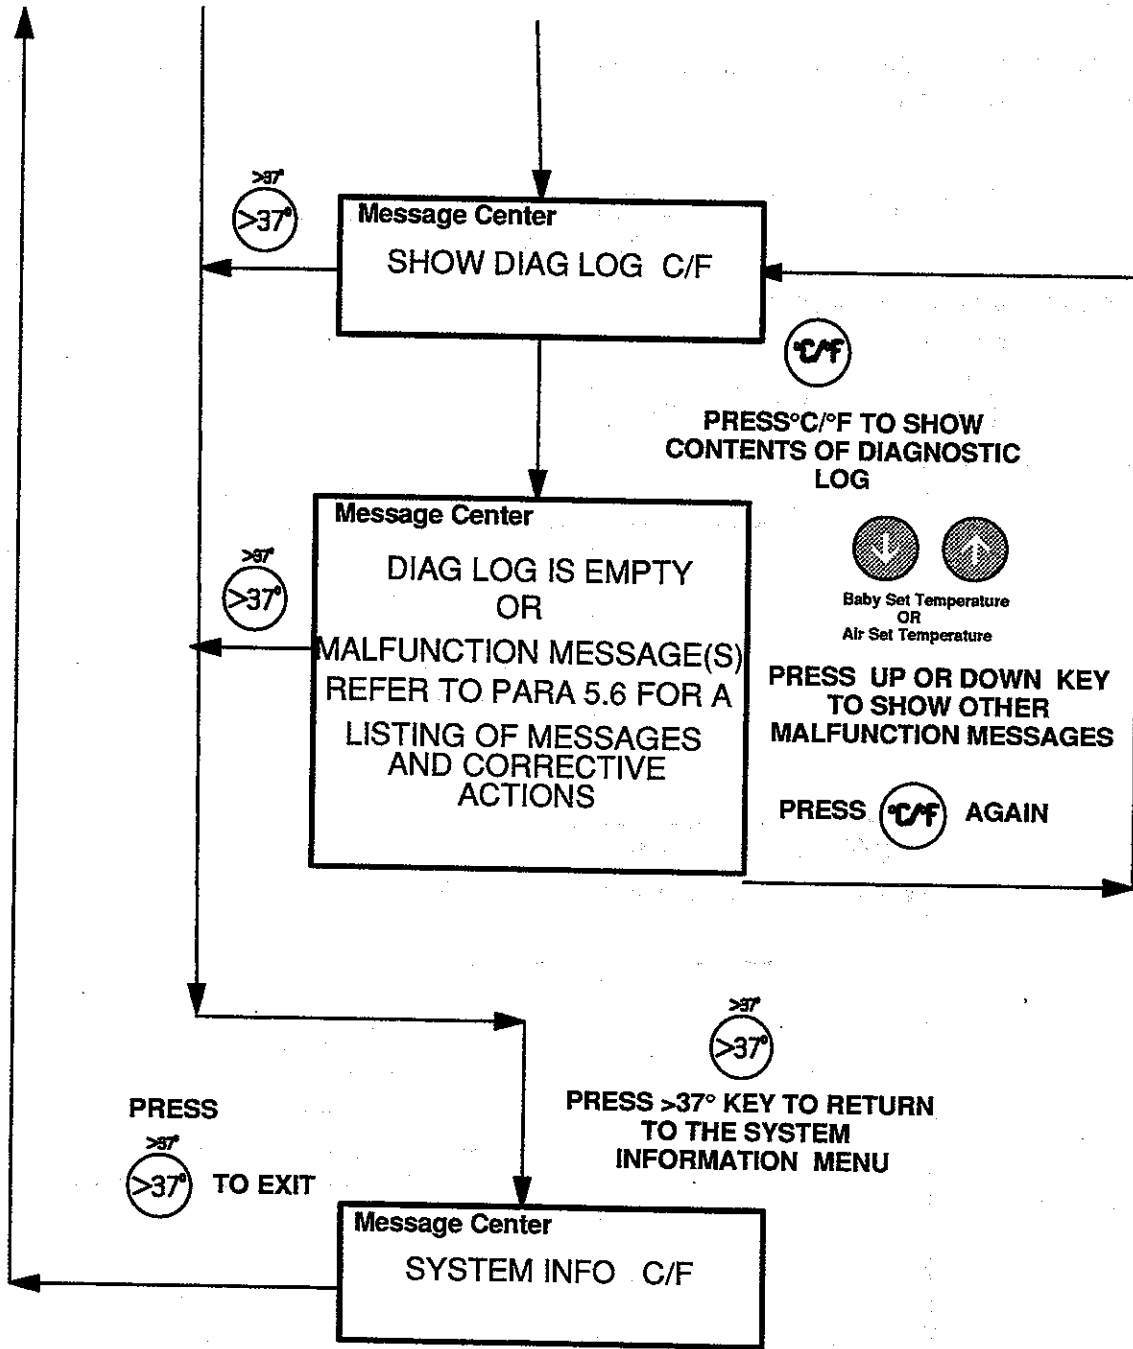 >37°
>37°
Message Center
SHOW DIAG LOG C/F
°C/°F
PRESS°C/°F TO SHOW
CONTENTS OF DIAGNOSTIC
LOG
Message Center
DIAG LOG IS EMPTY
OR
MALFUNCTION MESSAGE(S)
REFER TO PARA 5.6 FOR A
LISTING OF MESSAGES
AND CORRECTIVE
ACTIONS
>37°
>37°
Baby Set Temperature
OR
Air Set Temperature
PRESS UP OR DOWN KEY
TO SHOW OTHER
MALFUNCTION MESSAGES
PRESS °C/°F AGAIN
>37°
>37°
PRESS >37° KEY TO RETURN
TO THE SYSTEM
INFORMATION MENU
PRESS
>37°
>37° TO EXIT
Message Center
SYSTEM INFO C/F